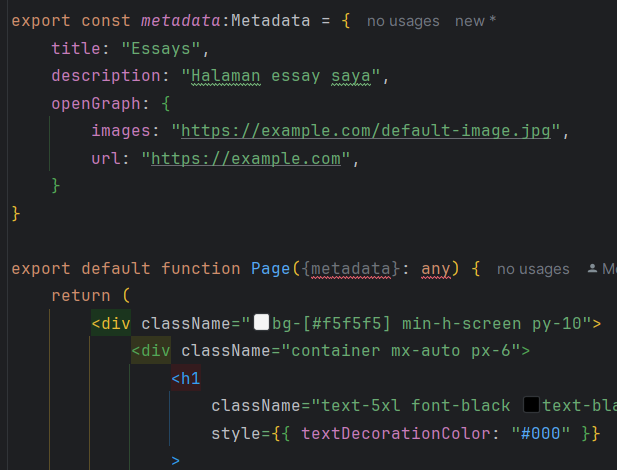 export const metadata:Metadata = { no usages new *
title: "Essays",
description: "Halaman essay saya",
openGraph: {
images: "https://example.com/default-image.jpg",
url: "https://example.com",
}
}
export default function Page({metadata}: any) { no usages
return (
<div className="bg-[#f5f5f5] min-h-screen py-10">
<div className="container mx-auto px-6">
<h1
className="text-5xl font-black text-bla
style={{ textDecorationColor: "#000" }}
>